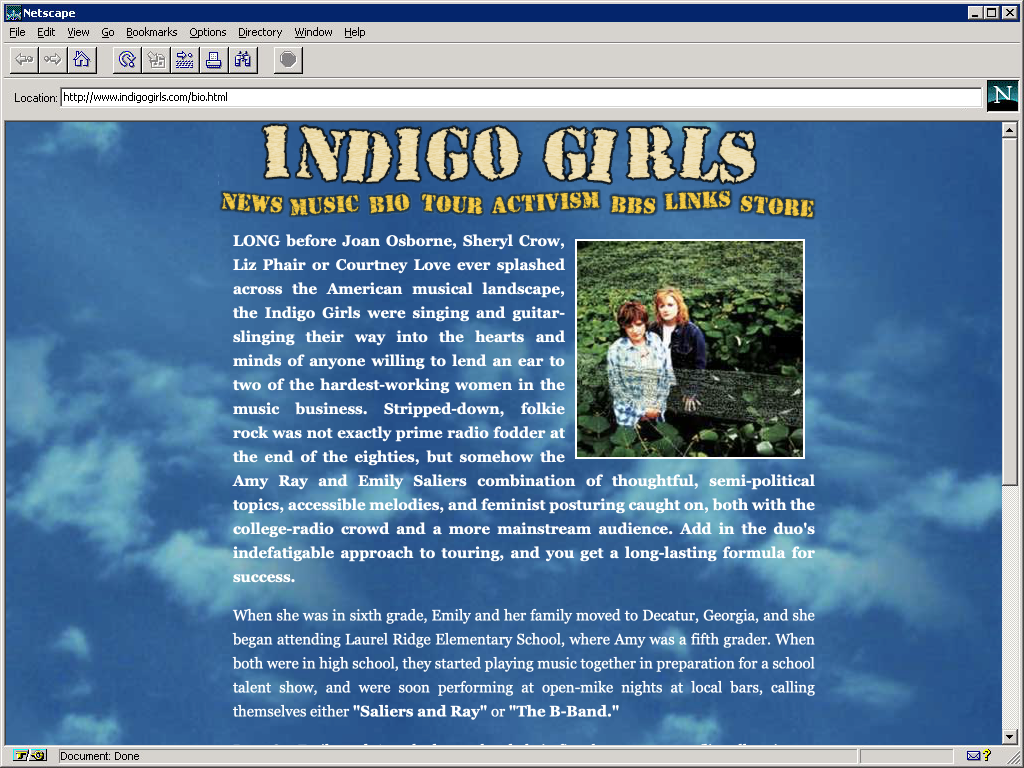 Netscape
File Edit View Go Bookmarks Options Directory Window Help
Location: http://www.indigogirls.com/bio.html
N
INDIGO GIRLS
NEWS MUSIC BIO TOUR ACTIVISM BBS LINKS STORE
LONG before Joan Osborne, Sheryl Crow,
Liz Phair or Courtney Love ever splashed
across the American musical landscape,
the Indigo Girls were singing and guitar-
slinging their way into the hearts and
minds of anyone willing to lend an ear to
two of the hardest-working women in the
music business. Stripped-down, folkie
rock was not exactly prime radio fodder at
the end of the eighties, but somehow the
Amy Ray and Emily Saliers combination of thoughtful, semi-political
topics, accessible melodies, and feminist posturing caught on, both with the
college-radio crowd and a more mainstream audience. Add in the duo's
indefatigable approach to touring, and you get a long-lasting formula for
success.
When she was in sixth grade, Emily and her family moved to Decatur, Georgia, and she
began attending Laurel Ridge Elementary School, where Amy was a fifth grader. When
both were in high school, they started playing music together in preparation for a school
talent show, and were soon performing at open-mike nights at local bars, calling
themselves either "Saliers and Ray" or "The B-Band."
Document: Done